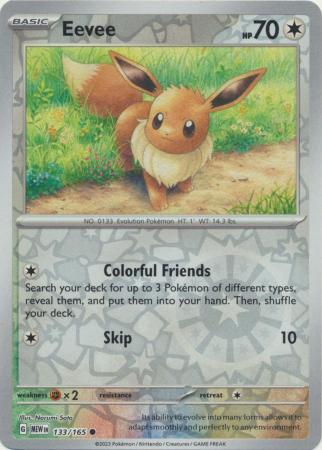 BASIC Eevee HP 70
NO. 0133 Evolution Pokémon HT: 1' WT: 14.3 lbs
Colorful Friends
Search your deck for up to 3 Pokémon of different types,
reveal them, and put them into your hand. Then, shuffle
your deck.
Skip 10
weakness ×2 resistance retreat
Illus. Narumi Sato
G MEW EN 133/165
Its ability to evolve into many forms allows it to
adapt smoothly and perfectly to any environment.
©2023 Pokémon / Nintendo / Creatures / GAME FREAK